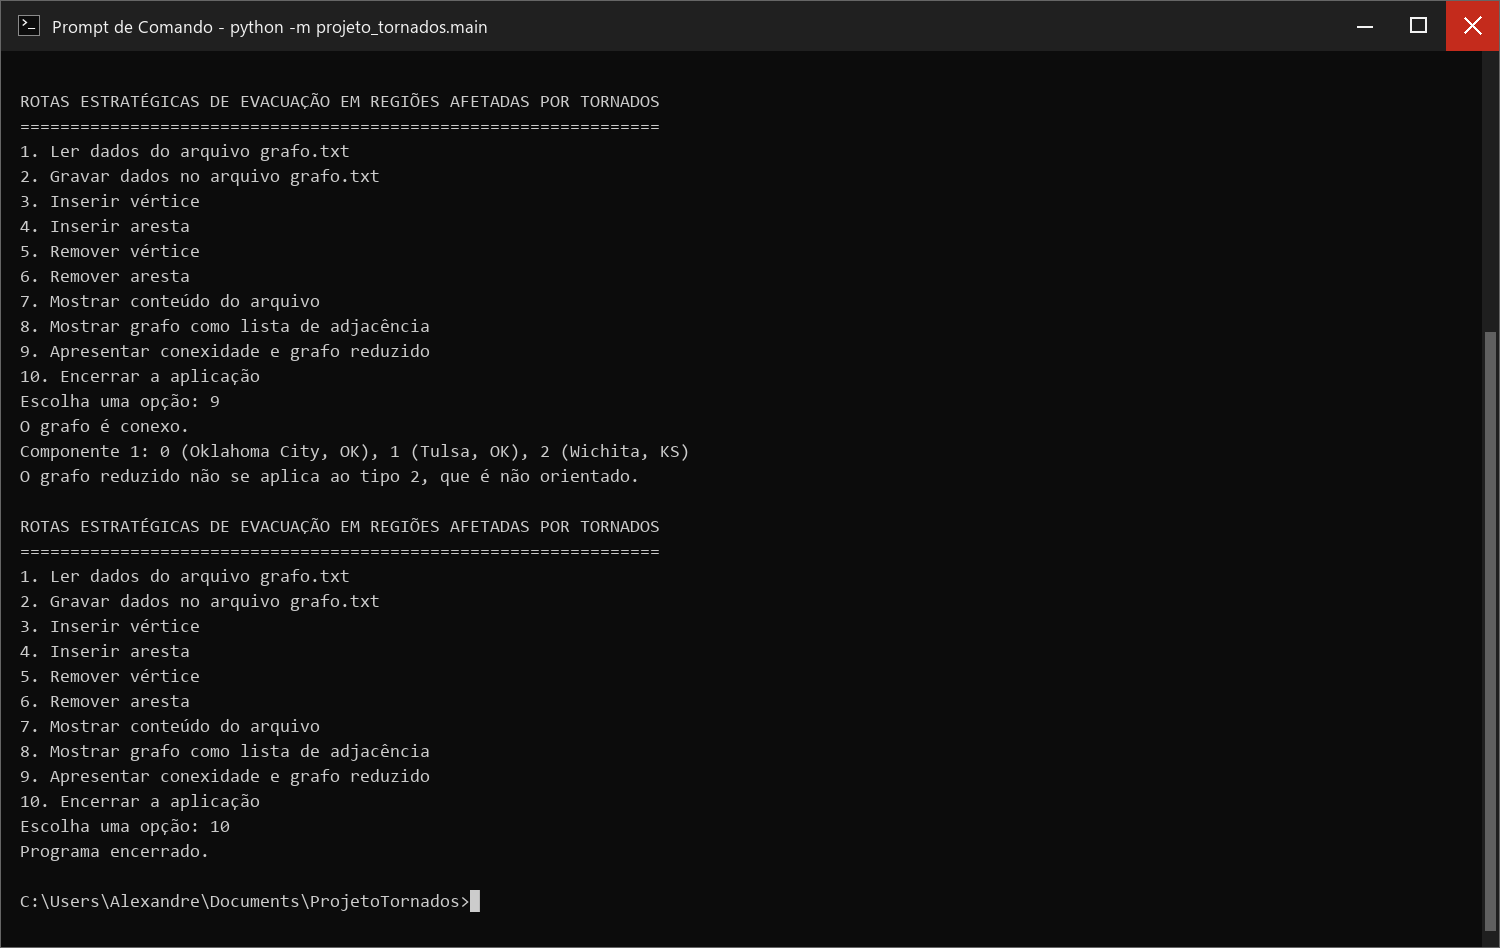 Prompt de Comando - python -m projeto_tornados.main
ROTAS ESTRATÉGICAS DE EVACUAÇÃO EM REGIÕES AFETADAS POR TORNADOS
================================================================
1. Ler dados do arquivo grafo.txt
2. Gravar dados no arquivo grafo.txt
3. Inserir vértice
4. Inserir aresta
5. Remover vértice
6. Remover aresta
7. Mostrar conteúdo do arquivo
8. Mostrar grafo como lista de adjacência
9. Apresentar conexidade e grafo reduzido
10. Encerrar a aplicação
Escolha uma opção: 9
O grafo é conexo.
Componente 1: 0 (Oklahoma City, OK), 1 (Tulsa, OK), 2 (Wichita, KS)
O grafo reduzido não se aplica ao tipo 2, que é não orientado.
ROTAS ESTRATÉGICAS DE EVACUAÇÃO EM REGIÕES AFETADAS POR TORNADOS
================================================================
1. Ler dados do arquivo grafo.txt
2. Gravar dados no arquivo grafo.txt
3. Inserir vértice
4. Inserir aresta
5. Remover vértice
6. Remover aresta
7. Mostrar conteúdo do arquivo
8. Mostrar grafo como lista de adjacência
9. Apresentar conexidade e grafo reduzido
10. Encerrar a aplicação
Escolha uma opção: 10
Programa encerrado.
C:\Users\Alexandre\Documents\ProjetoTornados>